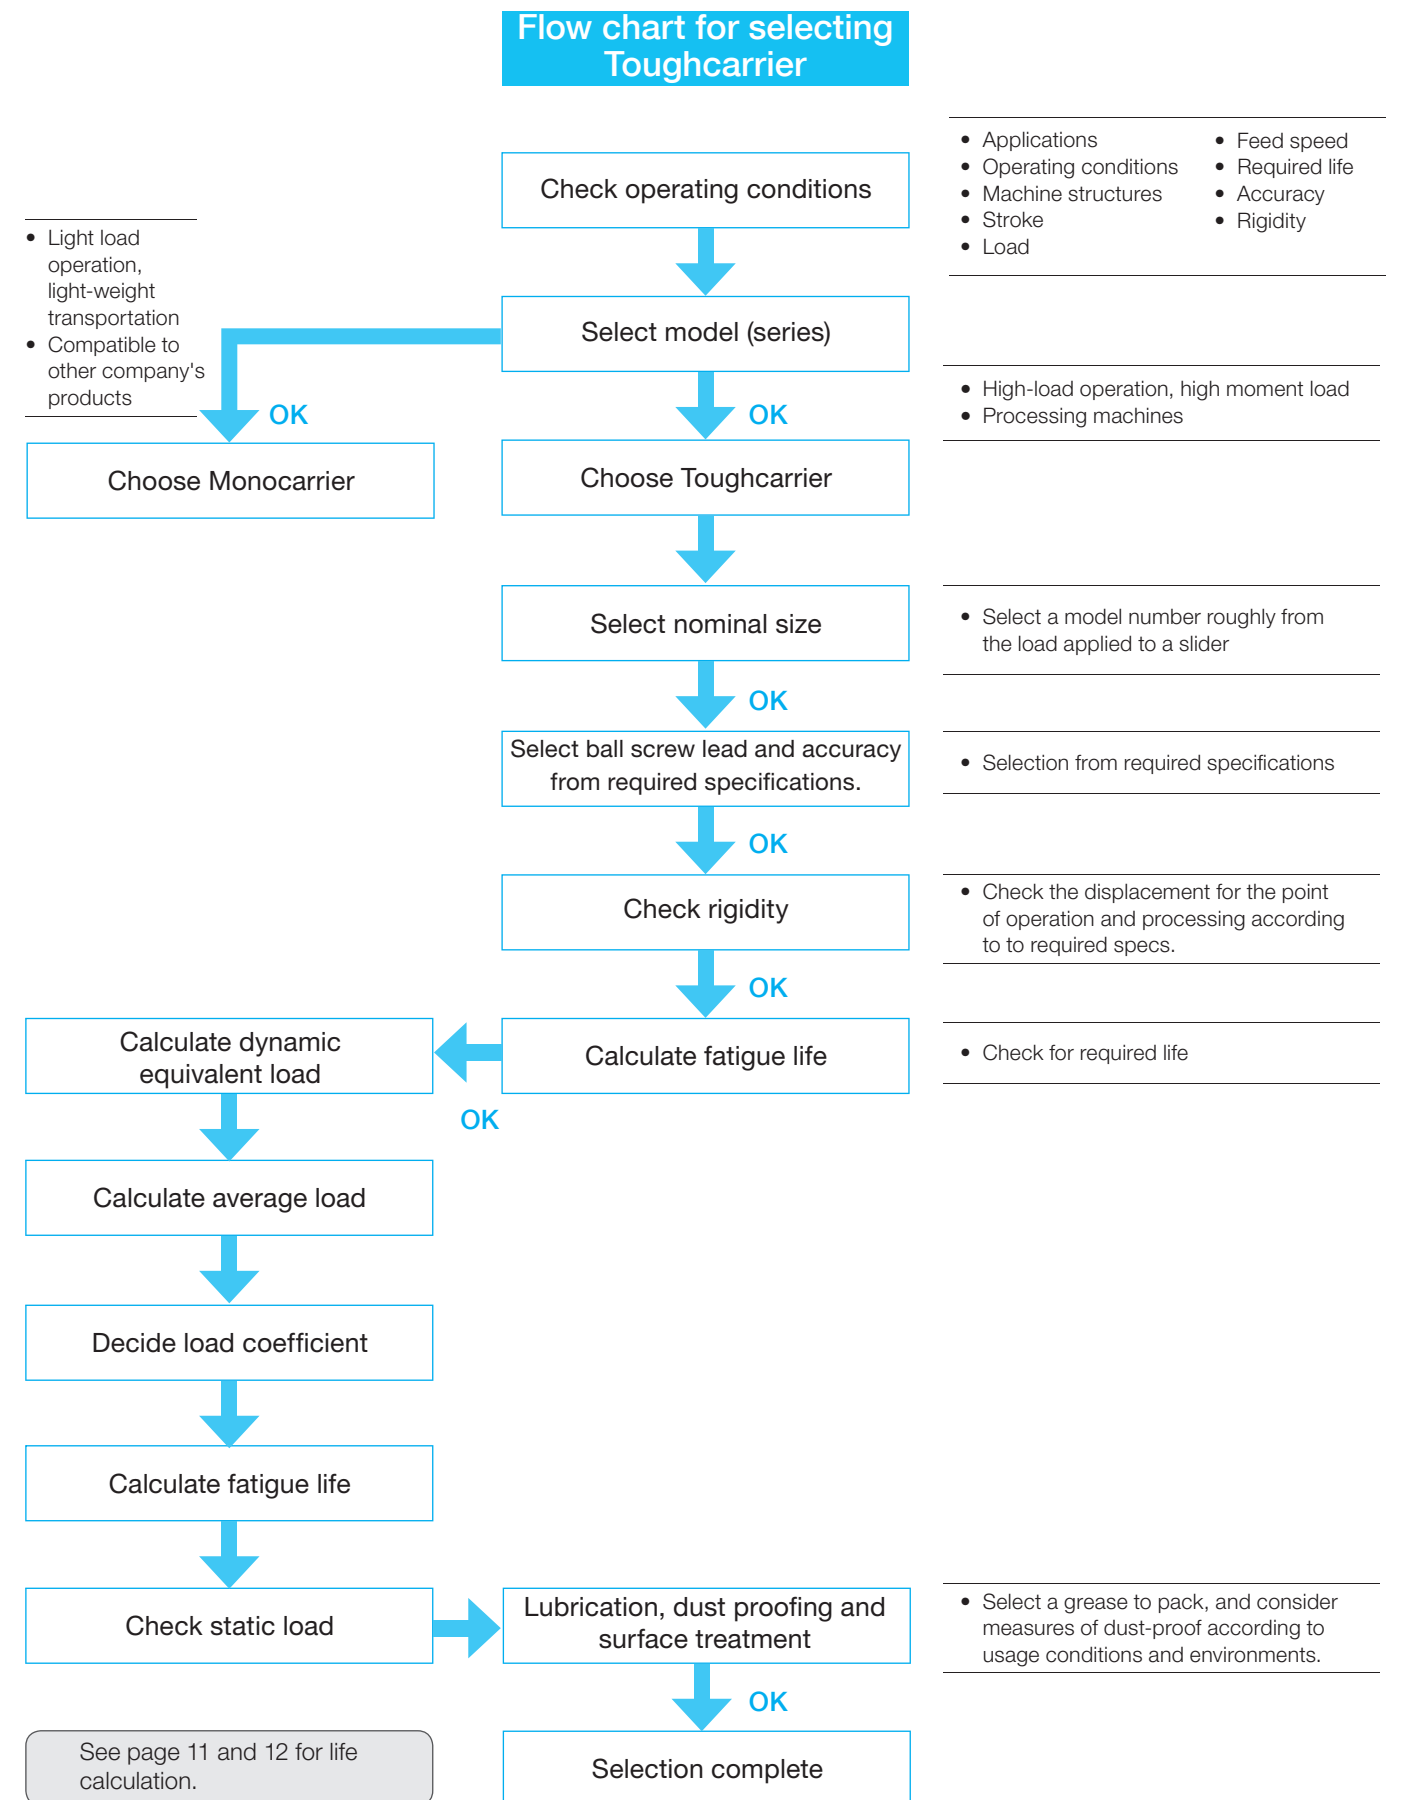 Flow chart for selecting
Toughcarrier
Check operating conditions
• Applications
• Operating conditions
• Machine structures
• Stroke
• Load
• Feed speed
• Required life
• Accuracy
• Rigidity
• Light load
operation,
light-weight
transportation
• Compatible to
other company's
products
Select model (series)
OK
OK
• High-load operation, high moment load
• Processing machines
Choose Monocarrier
Choose Toughcarrier
Select nominal size
• Select a model number roughly from
the load applied to a slider
OK
Select ball screw lead and accuracy
from required specifications.
• Selection from required specifications
OK
Check rigidity
• Check the displacement for the point
of operation and processing according
to to required specs.
OK
Calculate dynamic
equivalent load
Calculate fatigue life
• Check for required life
OK
Calculate average load
Decide load coefficient
Calculate fatigue life
Check static load
Lubrication, dust proofing and
surface treatment
• Select a grease to pack, and consider
measures of dust-proof according to
usage conditions and environments.
OK
See page 11 and 12 for life
calculation.
Selection complete